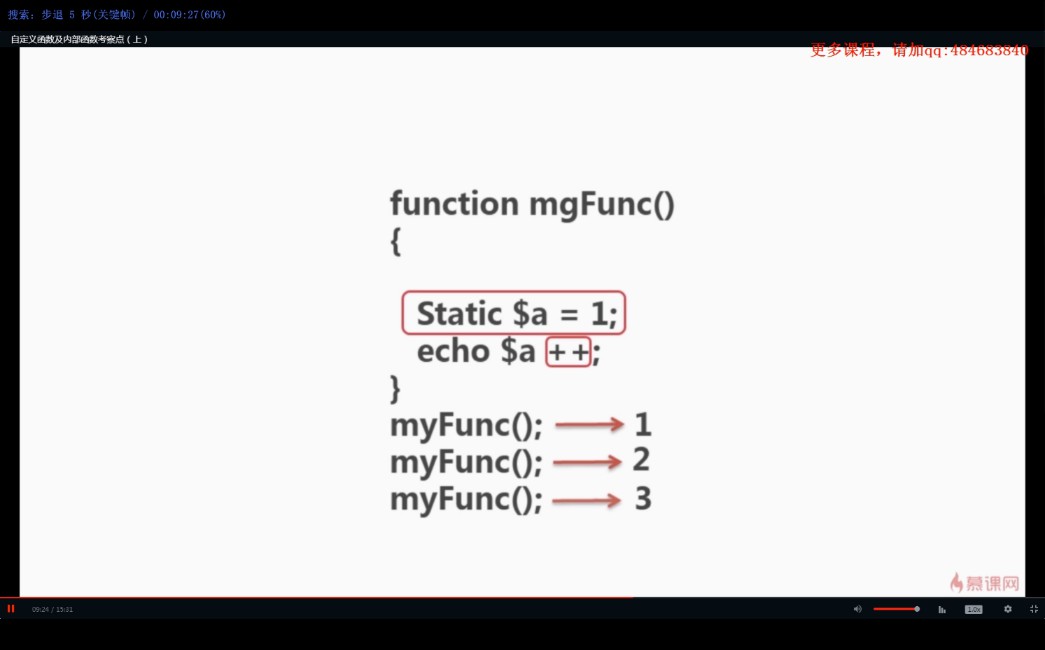 搜索: 步退 5 秒(关键帧) / 00:09:27(60%)
自定义函数及内部函数考察点（上）
更多课程，请加qq:484683840
function mgFunc()
{
Static $a = 1;
echo $a ++;
}
myFunc(); 1
myFunc(); 2
myFunc(); 3
慕课网
09:24 / 15:31
1.0x